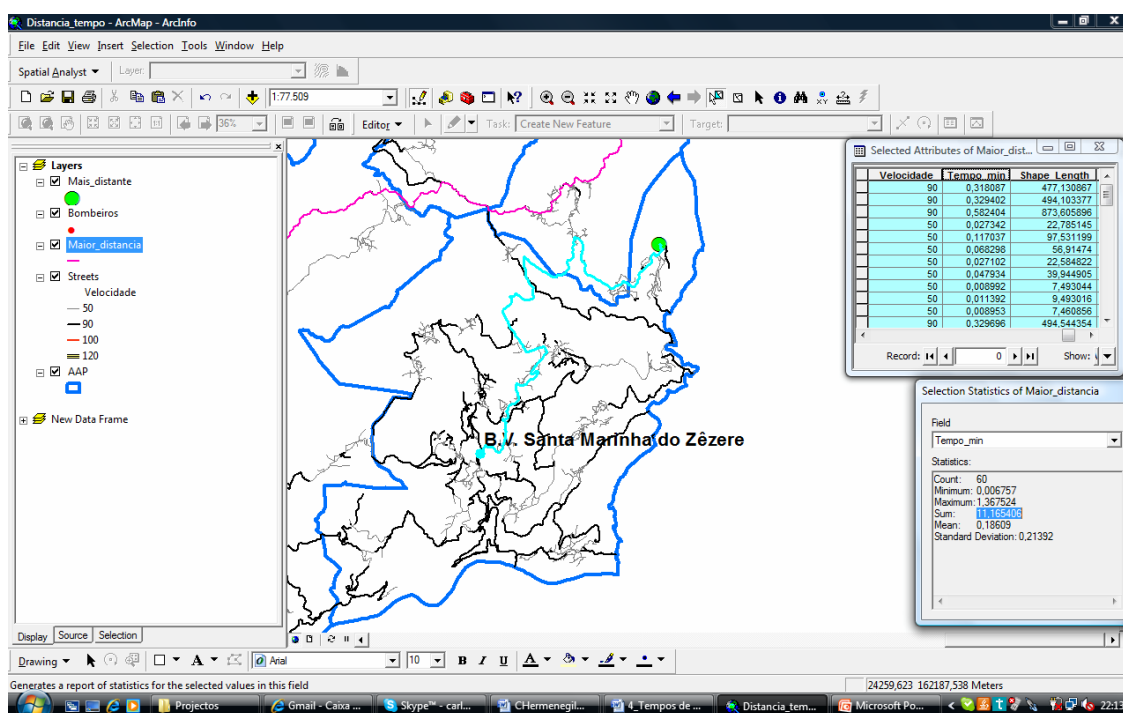 Distancia_tempo - ArcMap - ArcInfo
File Edit View Insert Selection Tools Window Help
Spatial Analyst Layer:
1:77.509
36% Editor Task: Create New Feature Target:
Layers
Mais_distante
Bombeiros
Maior_distancia
Streets
Velocidade
50
90
100
120
AAP
New Data Frame
B.V. Santa Marinha do Zêzere
Selected Attributes of Maior_dist...
Velocidade Tempo_min Shape_Length
90 0,318087 477,130867
90 0,329402 494,103377
90 0,582404 873,605896
50 0,027342 22,785145
50 0,117037 97,531199
50 0,068298 56,91474
50 0,027102 22,584822
50 0,047934 39,944905
50 0,008992 7,493044
50 0,011392 9,493016
50 0,008953 7,460856
90 0,329696 494,544354
Record: 0 Show:
Selection Statistics of Maior_distancia
Field
Tempo_min
Statistics:
Count: 60
Minimum: 0,006757
Maximum: 1,367524
Sum: 11,165406
Mean: 0,18609
Standard Deviation: 0,21392
Display Source Selection
Drawing Arial 10 B I U A
Generates a report of statistics for the selected values in this field
24259,623 162187,538 Meters
Projectos Gmail - Caixa ... Skype™ - carl... CHermenegil... 4_Tempos de ... Distancia_tem... Microsoft Po... 22:13